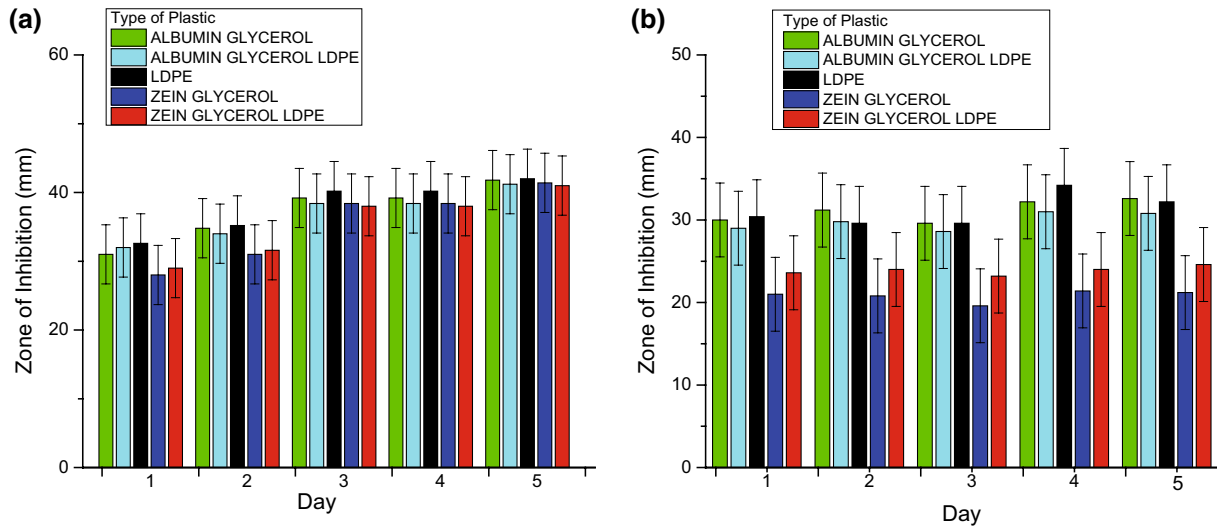 (a)
Type of Plastic
ALBUMIN GLYCEROL
ALBUMIN GLYCEROL LDPE
LDPE
ZEIN GLYCEROL
ZEIN GLYCEROL LDPE
Zone of Inhibition (mm)
60
40
20
0
1 2 3 4 5
Day
(b)
Type of Plastic
ALBUMIN GLYCEROL
ALBUMIN GLYCEROL LDPE
LDPE
ZEIN GLYCEROL
ZEIN GLYCEROL LDPE
Zone of Inhibition (mm)
50
40
30
20
10
0
1 2 3 4 5
Day